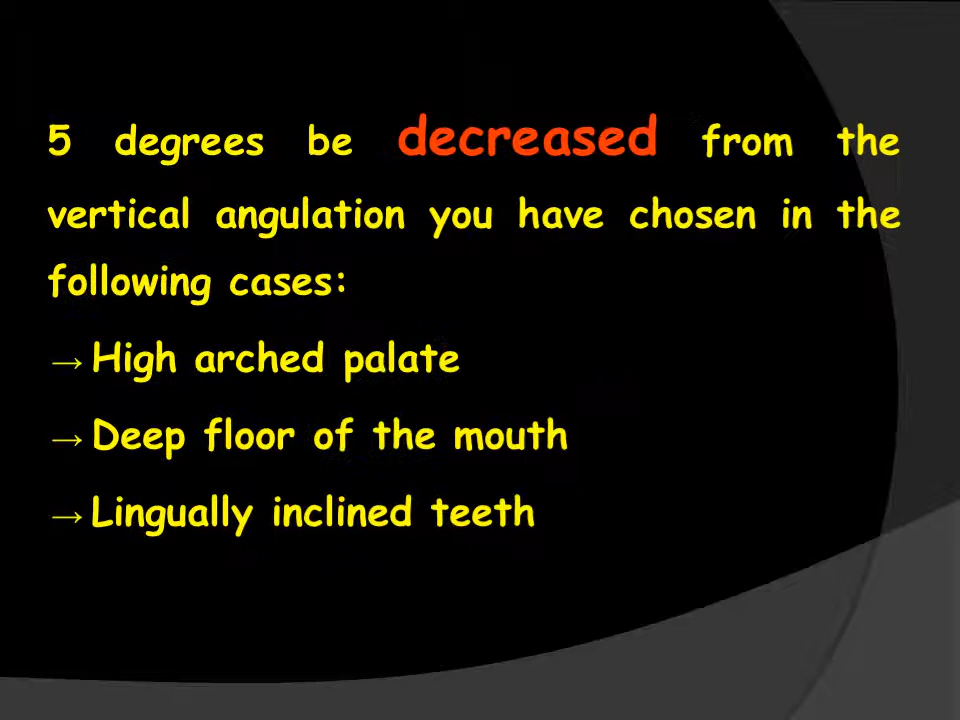 5 degrees be decreased from the
vertical angulation you have chosen in the
following cases:
→ High arched palate
→ Deep floor of the mouth
→ Lingually inclined teeth